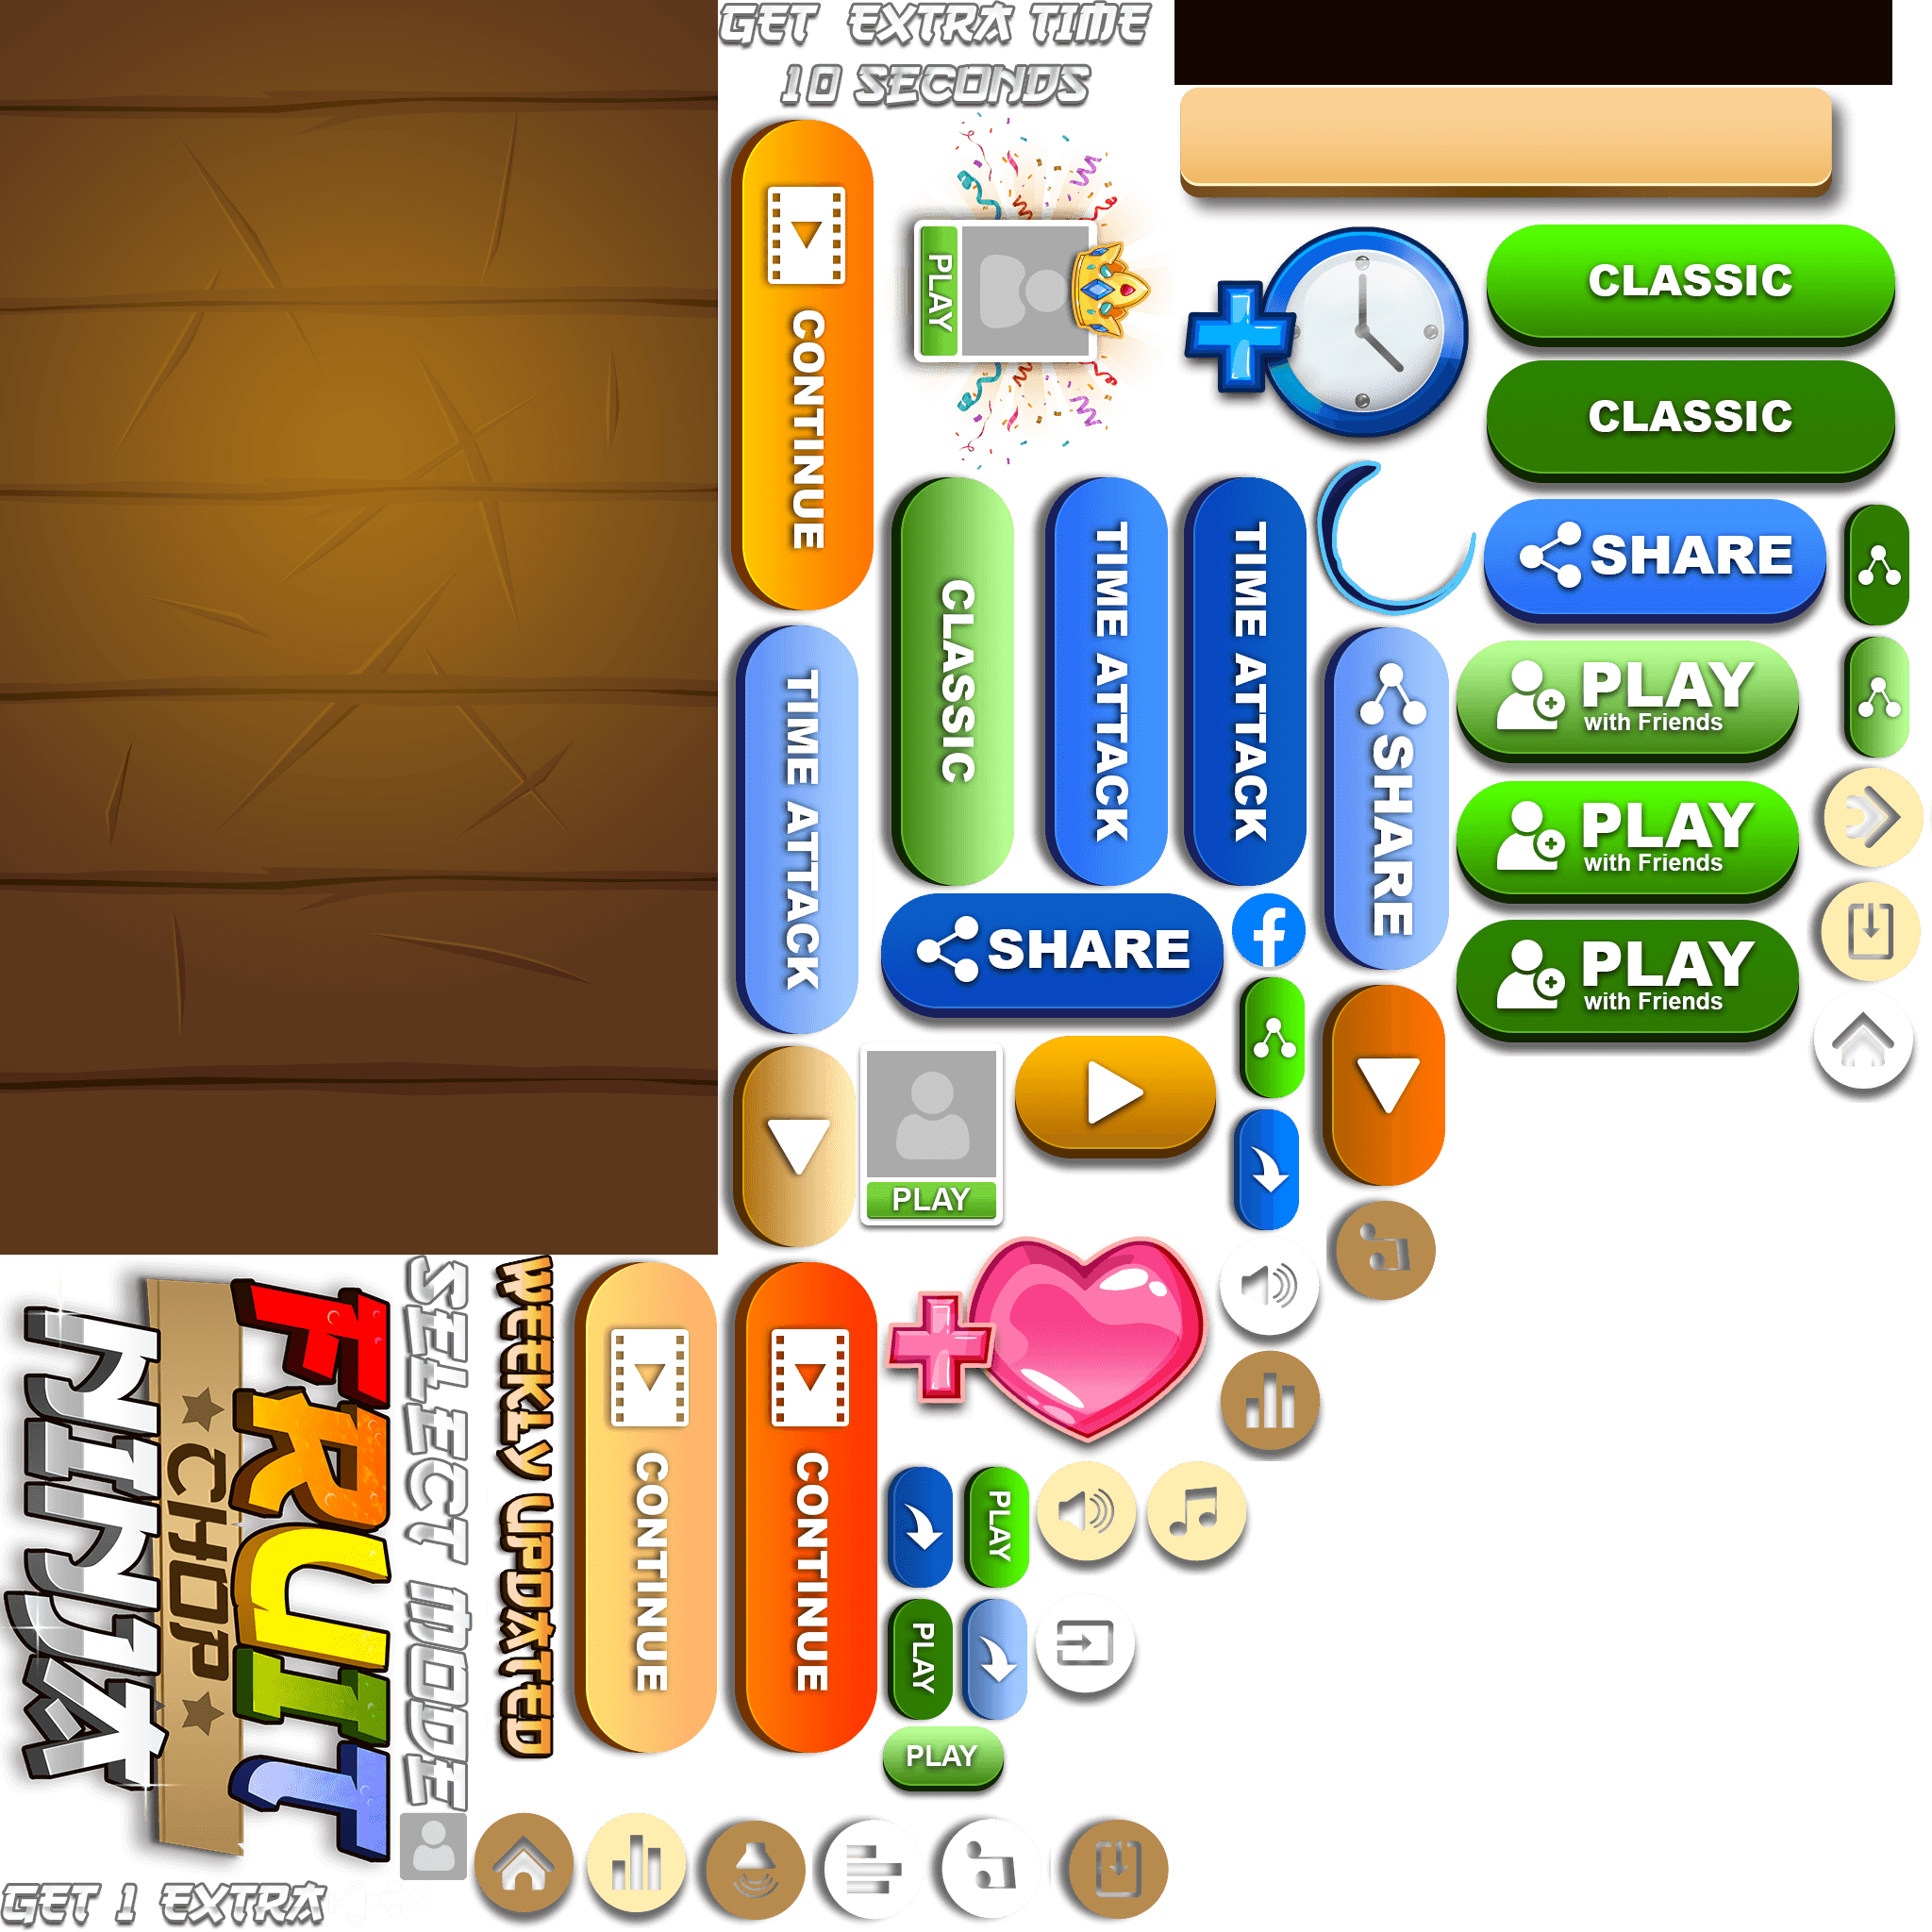 GET EXTRA TIME
10 SECONDS
CONTINUE
PLAY
CLASSIC
CLASSIC
CLASSIC
TIME ATTACK
TIME ATTACK
TIME ATTACK
SHARE
SHARE
SHARE
PLAY
with Friends
PLAY
with Friends
PLAY
with Friends
PLAY
FRUIT
CHOP
NINJA
SELECT MODE
WEEKLY UPDATED
CONTINUE
CONTINUE
PLAY
PLAY
PLAY
GET 1 EXTRA